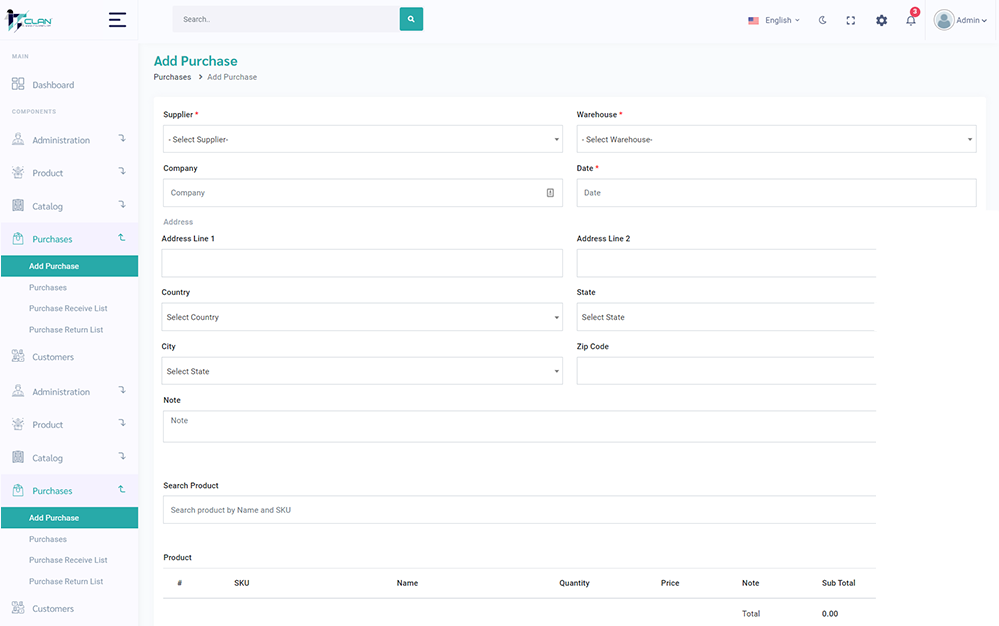 CLAN
Search..
English
3
Admin
MAIN
Dashboard
COMPONENTS
Administration
Product
Catalog
Purchases
Add Purchase
Purchases
Purchase Receive List
Purchase Return List
Customers
Administration
Product
Catalog
Purchases
Add Purchase
Purchases
Purchase Receive List
Purchase Return List
Customers
Add Purchase
Purchases > Add Purchase
Supplier * Warehouse *
- Select Supplier- - Select Warehouse-
Company Date *
Company Date
Address
Address Line 1 Address Line 2
Country State
Select Country Select State
City Zip Code
Select State
Note
Note
Search Product
Search product by Name and SKU
Product
# SKU Name Quantity Price Note Sub Total
Total 0.00